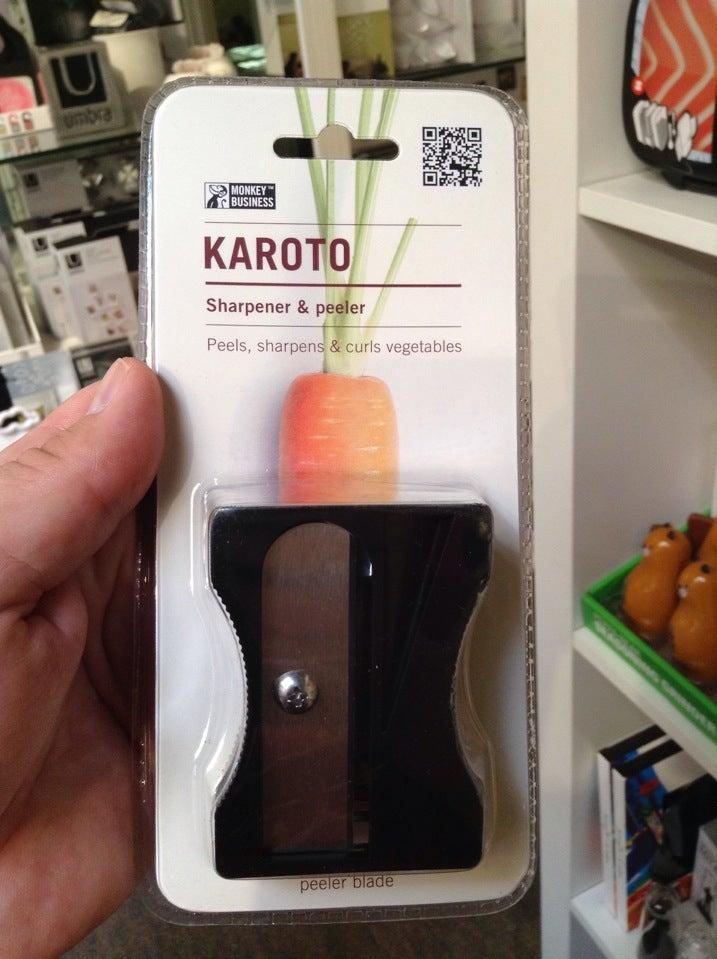 MONKEY™
BUSINESS
KAROTO
Sharpener & peeler
Peels, sharpens & curls vegetables
peeler blade
umbra